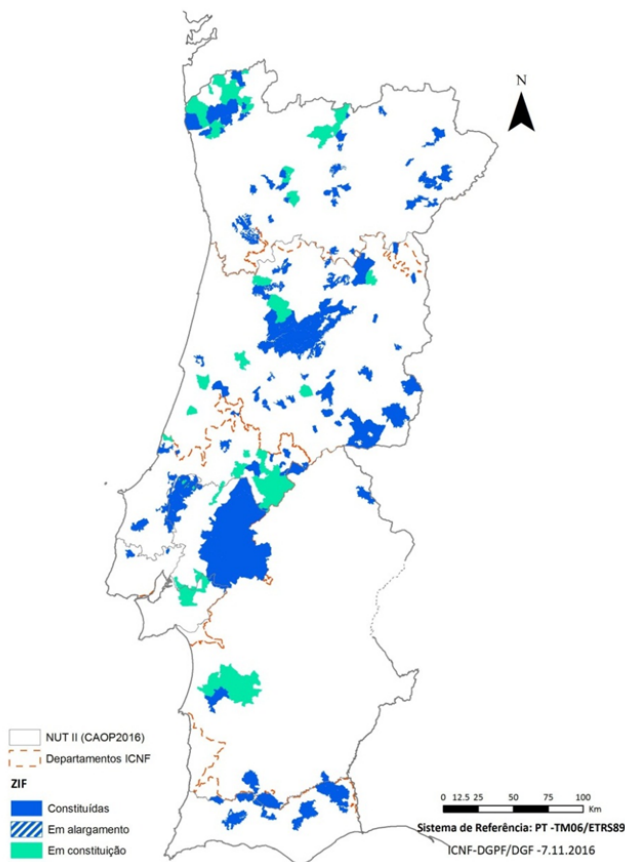 N
NUT II (CAOP2016)
Departamentos ICNF
ZIF
Constituídas
Em alargamento
Em constituição
0 12.5 25 50 75 100
Km
Sistema de Referência: PT -TM06/ETRS89
ICNF-DGPF/DGF -7.11.2016